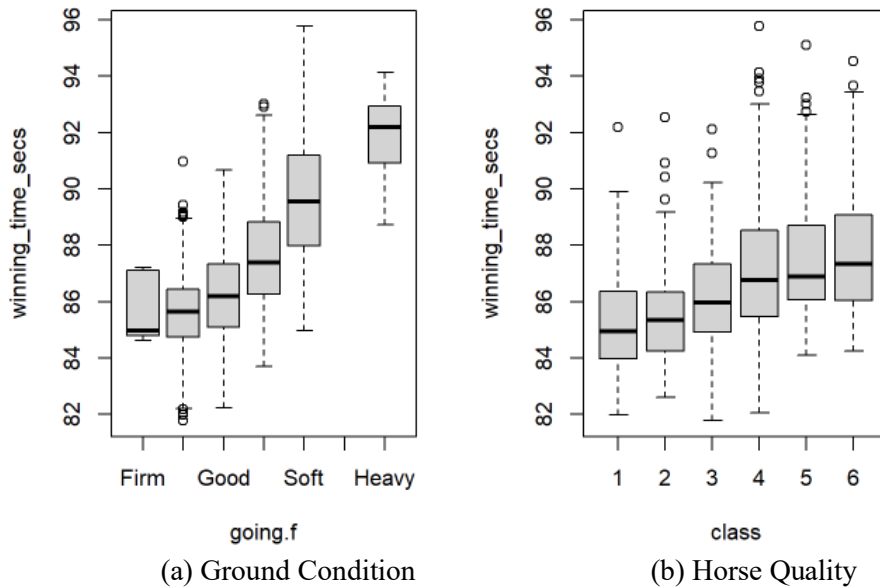 winning_time_secs
96
94
92
90
88
86
84
82
Firm Good Soft Heavy
going.f
(a) Ground Condition
winning_time_secs
96
94
92
90
88
86
84
82
1 2 3 4 5 6
class
(b) Horse Quality